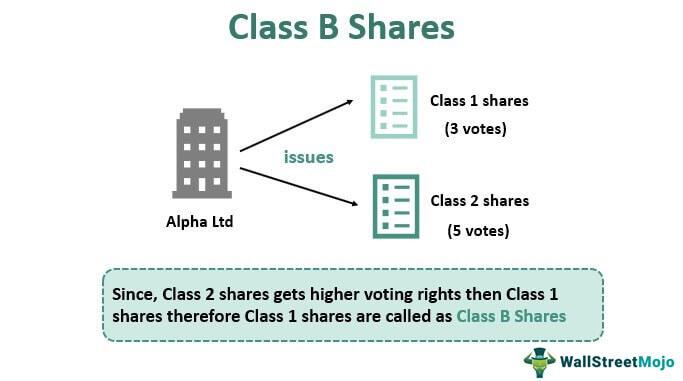 Class B Shares
Class 1 shares
(3 votes)
issues
Class 2 shares
(5 votes)
Alpha Ltd
Since, Class 2 shares gets higher voting rights then Class 1
shares therefore Class 1 shares are called as Class B Shares
WallStreetMojo